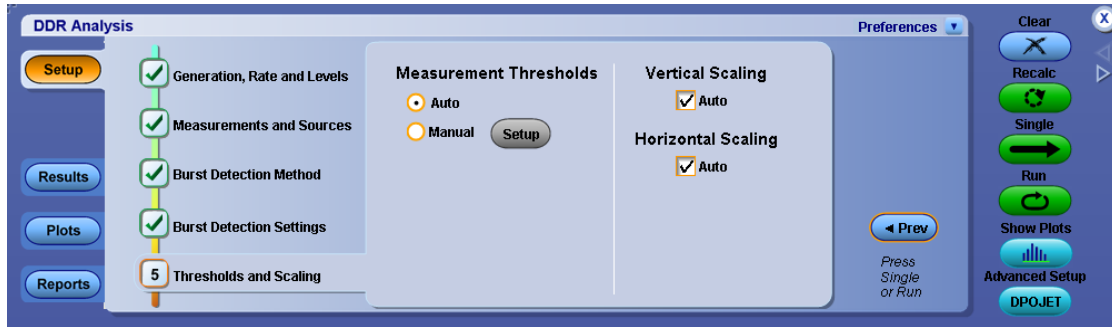 DDR Analysis
Preferences
Setup
Results
Plots
Reports
Generation, Rate and Levels
Measurements and Sources
Burst Detection Method
Burst Detection Settings
5 Thresholds and Scaling
Measurement Thresholds
Auto
Manual
Setup
Vertical Scaling
Auto
Horizontal Scaling
Auto
Prev
Press
Single
or Run
Clear
Recalc
Single
Run
Show Plots
Advanced Setup
DPOJET